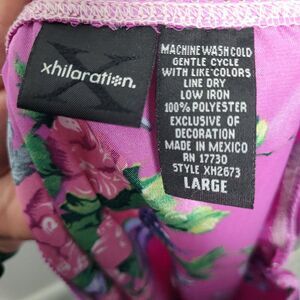 xhilaration.
MACHINE WASH COLD
GENTLE CYCLE
WITH LIKE COLORS
LINE DRY
LOW IRON
100% POLYESTER
EXCLUSIVE OF
DECORATION
MADE IN MEXICO
RN 17730
STYLE XH2673
LARGE